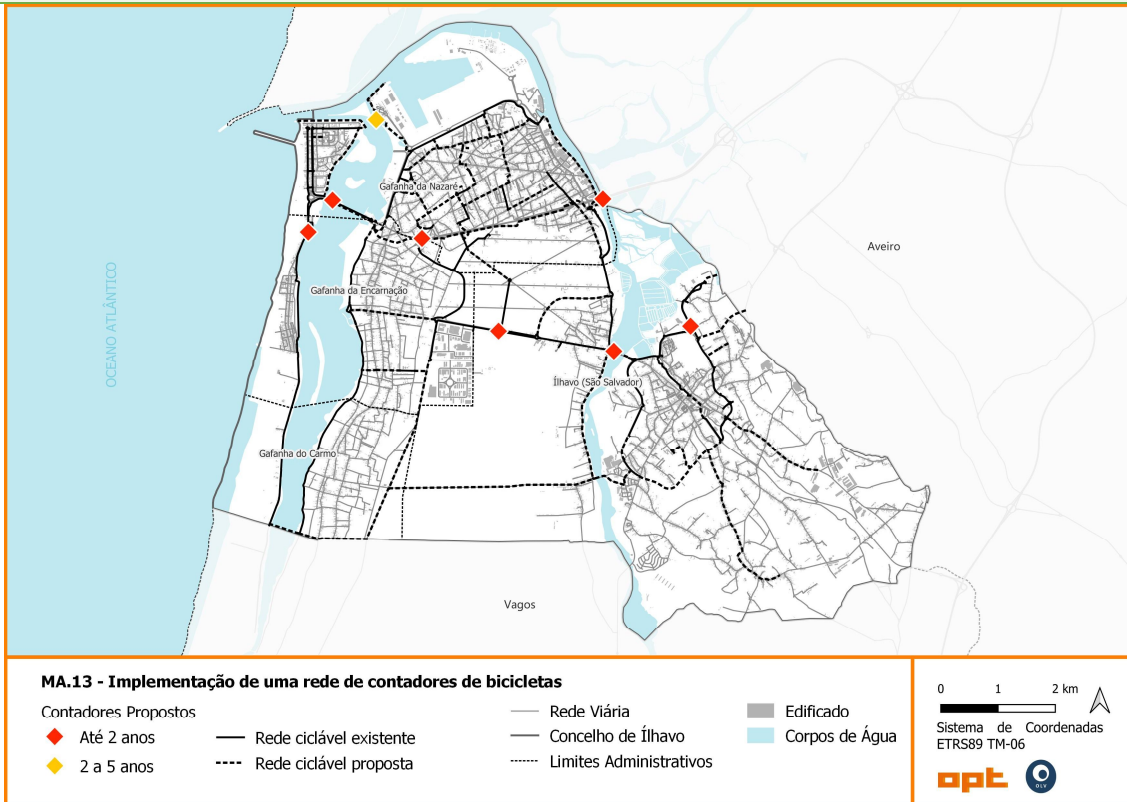 Gafanha da Nazaré
Aveiro
OCEANO ATLÂNTICO
Gafanha da Encarnação
Ílhavo (São Salvador)
Gafanha do Carmo
Vagos
MA.13 - Implementação de uma rede de contadores de bicicletas
Contadores Propostos
Até 2 anos
2 a 5 anos
Rede ciclável existente
Rede ciclável proposta
Rede Viária
Concelho de Ílhavo
Limites Administrativos
Edificado
Corpos de Água
0 1 2 km
Sistema de Coordenadas
ETRS89 TM-06
opt
OLV